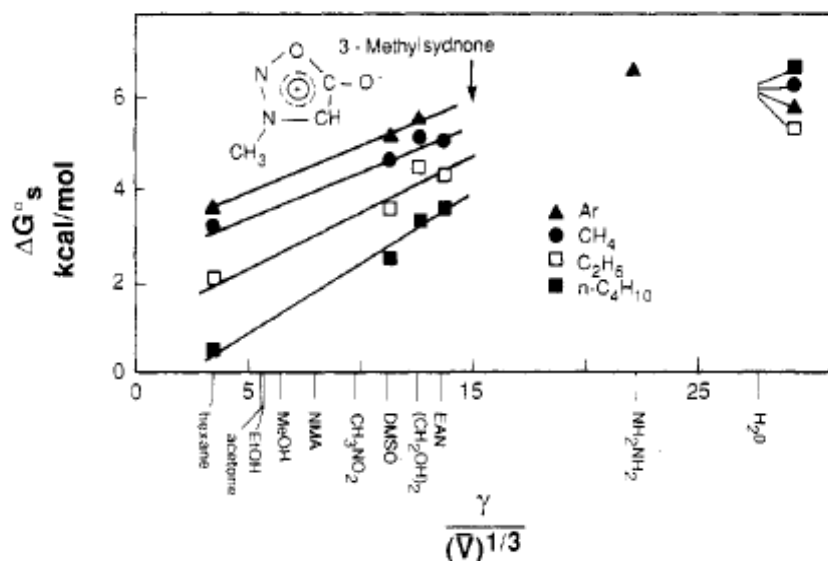 3 - Methylsydnone
O
N
C - O⁻
+
N
CH
CH₃
ΔG°s
kcal/mol
6
4
2
0
▲ Ar
● CH₄
□ C₂H₆
■ n-C₄H₁₀
0 5 15 25
hexane
acetone
EtOH
MeOH
NMA
CH₃NO₂
DMSO
(CH₂OH)₂
EAN
NH₂NH₂
H₂O
γ
(V̅)¹/³